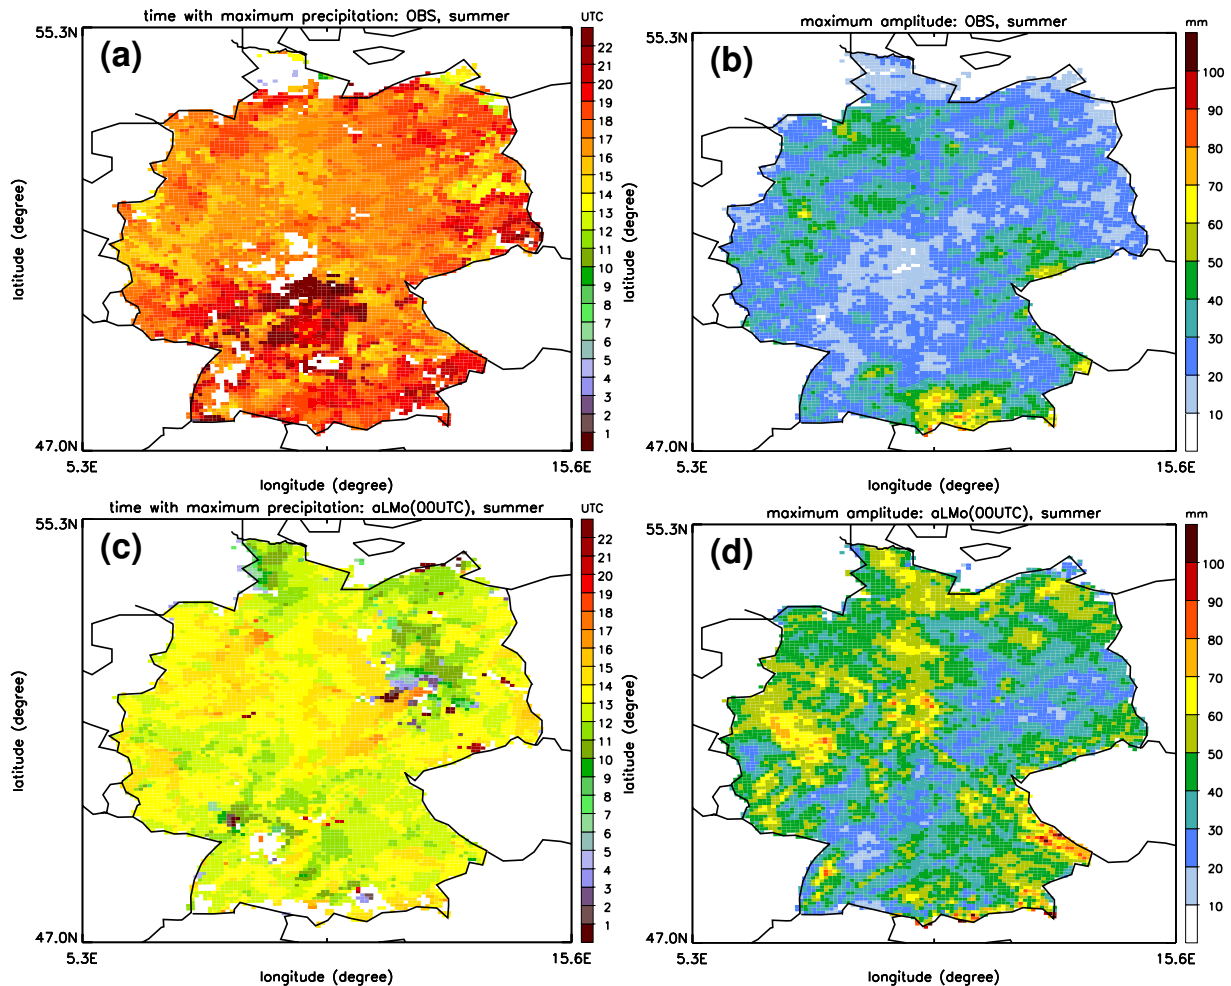 time with maximum precipitation: OBS, summer
UTC
55.3N
(a)
22
21
20
19
18
17
16
15
14
13
12
11
10
9
8
7
6
5
4
3
2
1
latitude (degree)
47.0N
5.3E
15.6E
longitude (degree)
maximum amplitude: OBS, summer
mm
55.3N
(b)
100
90
80
70
60
50
40
30
20
10
latitude (degree)
47.0N
5.3E
15.6E
longitude (degree)
time with maximum precipitation: aLMo(00UTC), summer
UTC
55.3N
(c)
22
21
20
19
18
17
16
15
14
13
12
11
10
9
8
7
6
5
4
3
2
1
latitude (degree)
47.0N
5.3E
15.6E
longitude (degree)
maximum amplitude: aLMo(00UTC), summer
mm
55.3N
(d)
100
90
80
70
60
50
40
30
20
10
latitude (degree)
47.0N
5.3E
15.6E
longitude (degree)